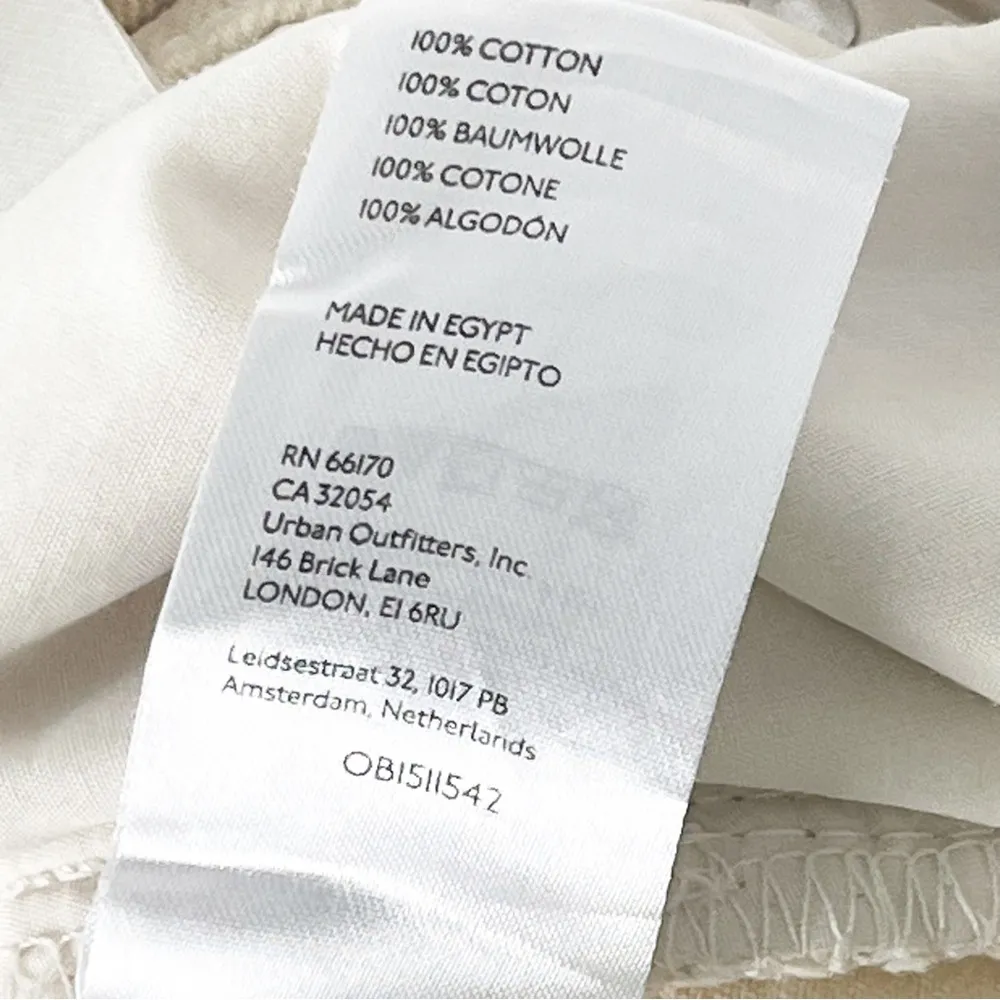 100% COTTON
100% COTON
100% BAUMWOLLE
100% COTONE
100% ALGODÓN
MADE IN EGYPT
HECHO EN EGIPTO
RN 66170
CA 32054
Urban Outfitters, Inc.
146 Brick Lane
LONDON, E1 6RU
Leidsestraat 32, 1017 PB
Amsterdam, Netherlands
OB1511542